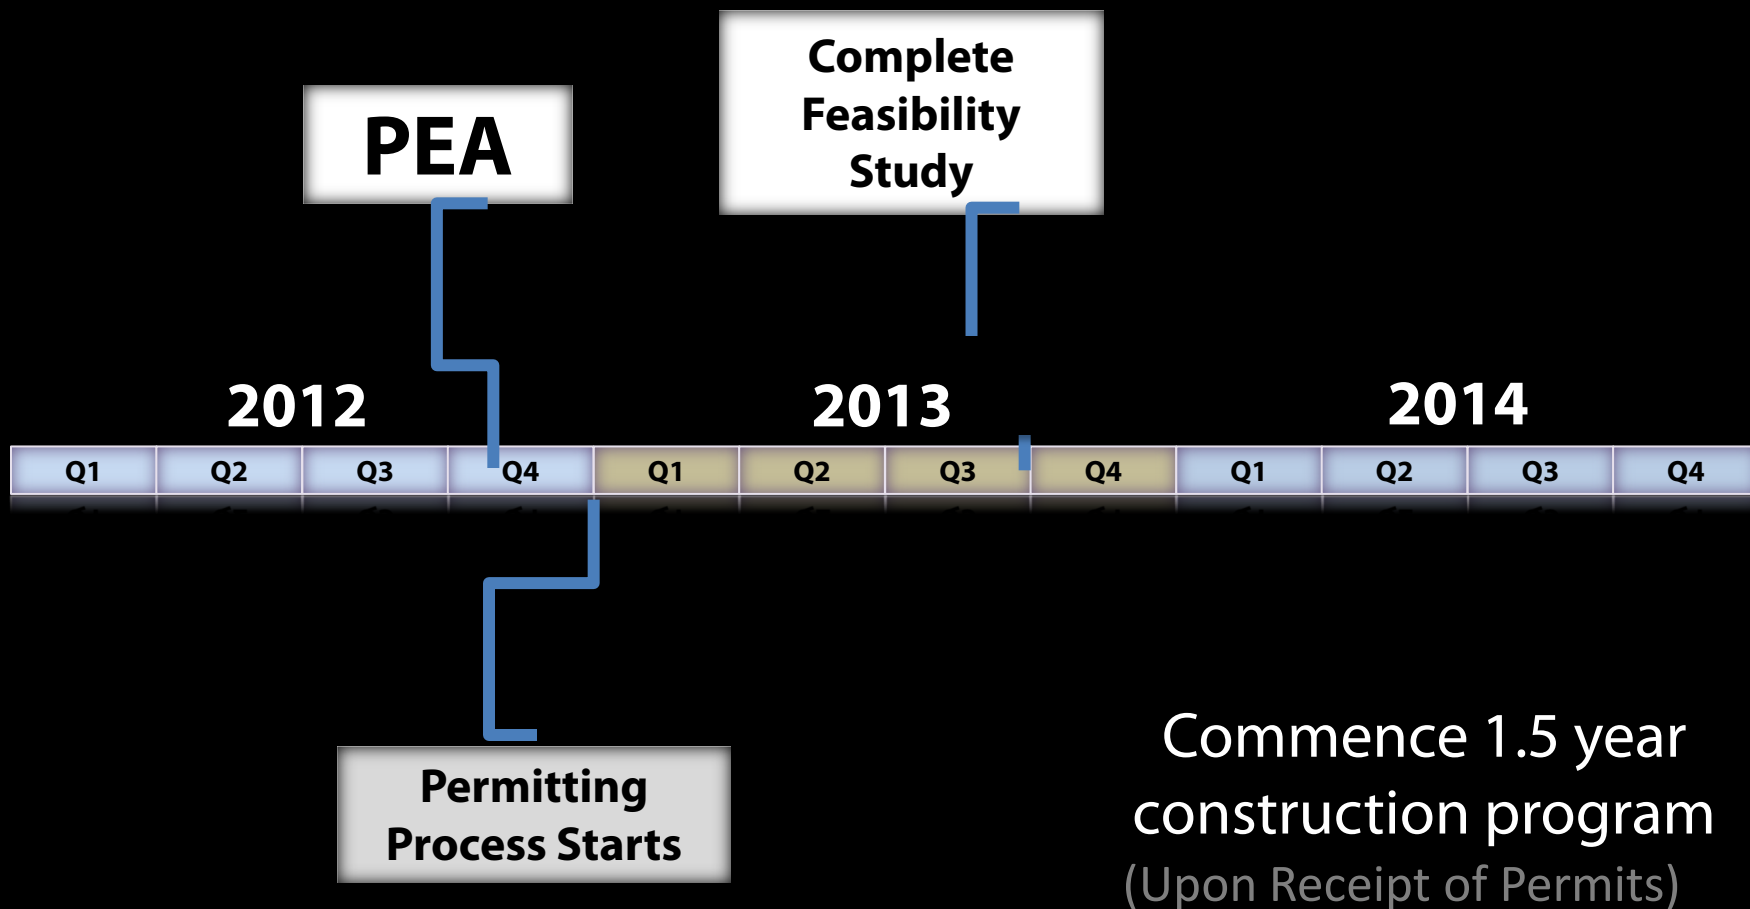 PEA
Complete
Feasibility
Study
2012
2013
2014
Q1 Q2 Q3 Q4 Q1 Q2 Q3 Q4 Q1 Q2 Q3 Q4
Permitting
Process Starts
Commence 1.5 year
construction program
(Upon Receipt of Permits)